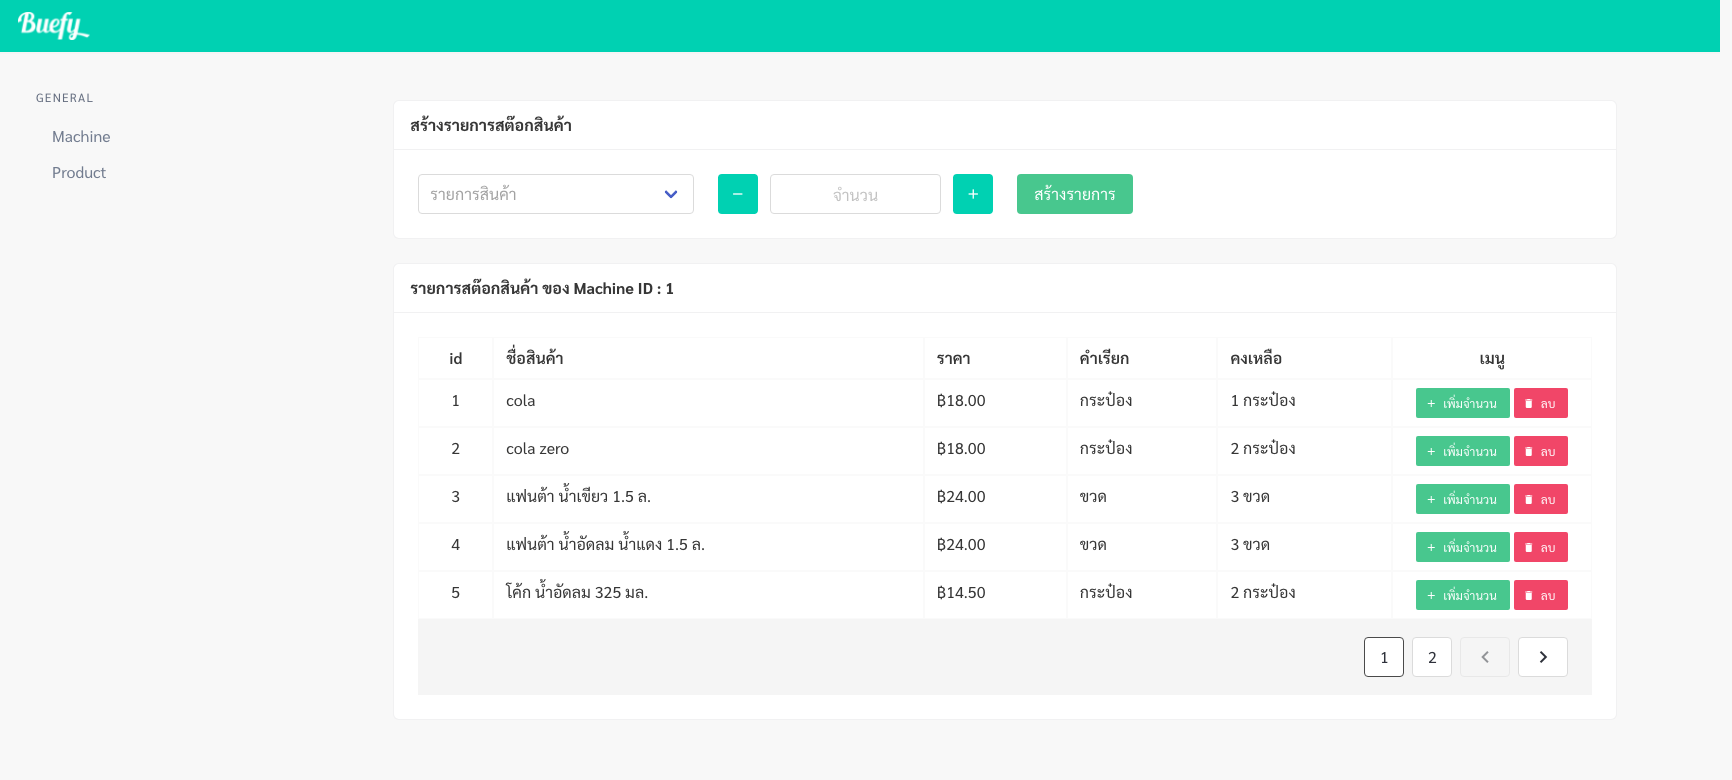 Buefy
GENERAL
Machine
Product
สร้างรายการสต๊อกสินค้า
รายการสินค้า − จำนวน + สร้างรายการ
รายการสต๊อกสินค้า ของ Machine ID : 1
id ชื่อสินค้า ราคา คำเรียก คงเหลือ เมนู
1 cola ฿18.00 กระป๋อง 1 กระป๋อง + เพิ่มจำนวน ลบ
2 cola zero ฿18.00 กระป๋อง 2 กระป๋อง + เพิ่มจำนวน ลบ
3 แฟนต้า น้ำเขียว 1.5 ล. ฿24.00 ขวด 3 ขวด + เพิ่มจำนวน ลบ
4 แฟนต้า น้ำอัดลม น้ำแดง 1.5 ล. ฿24.00 ขวด 3 ขวด + เพิ่มจำนวน ลบ
5 โค้ก น้ำอัดลม 325 มล. ฿14.50 กระป๋อง 2 กระป๋อง + เพิ่มจำนวน ลบ
1 2